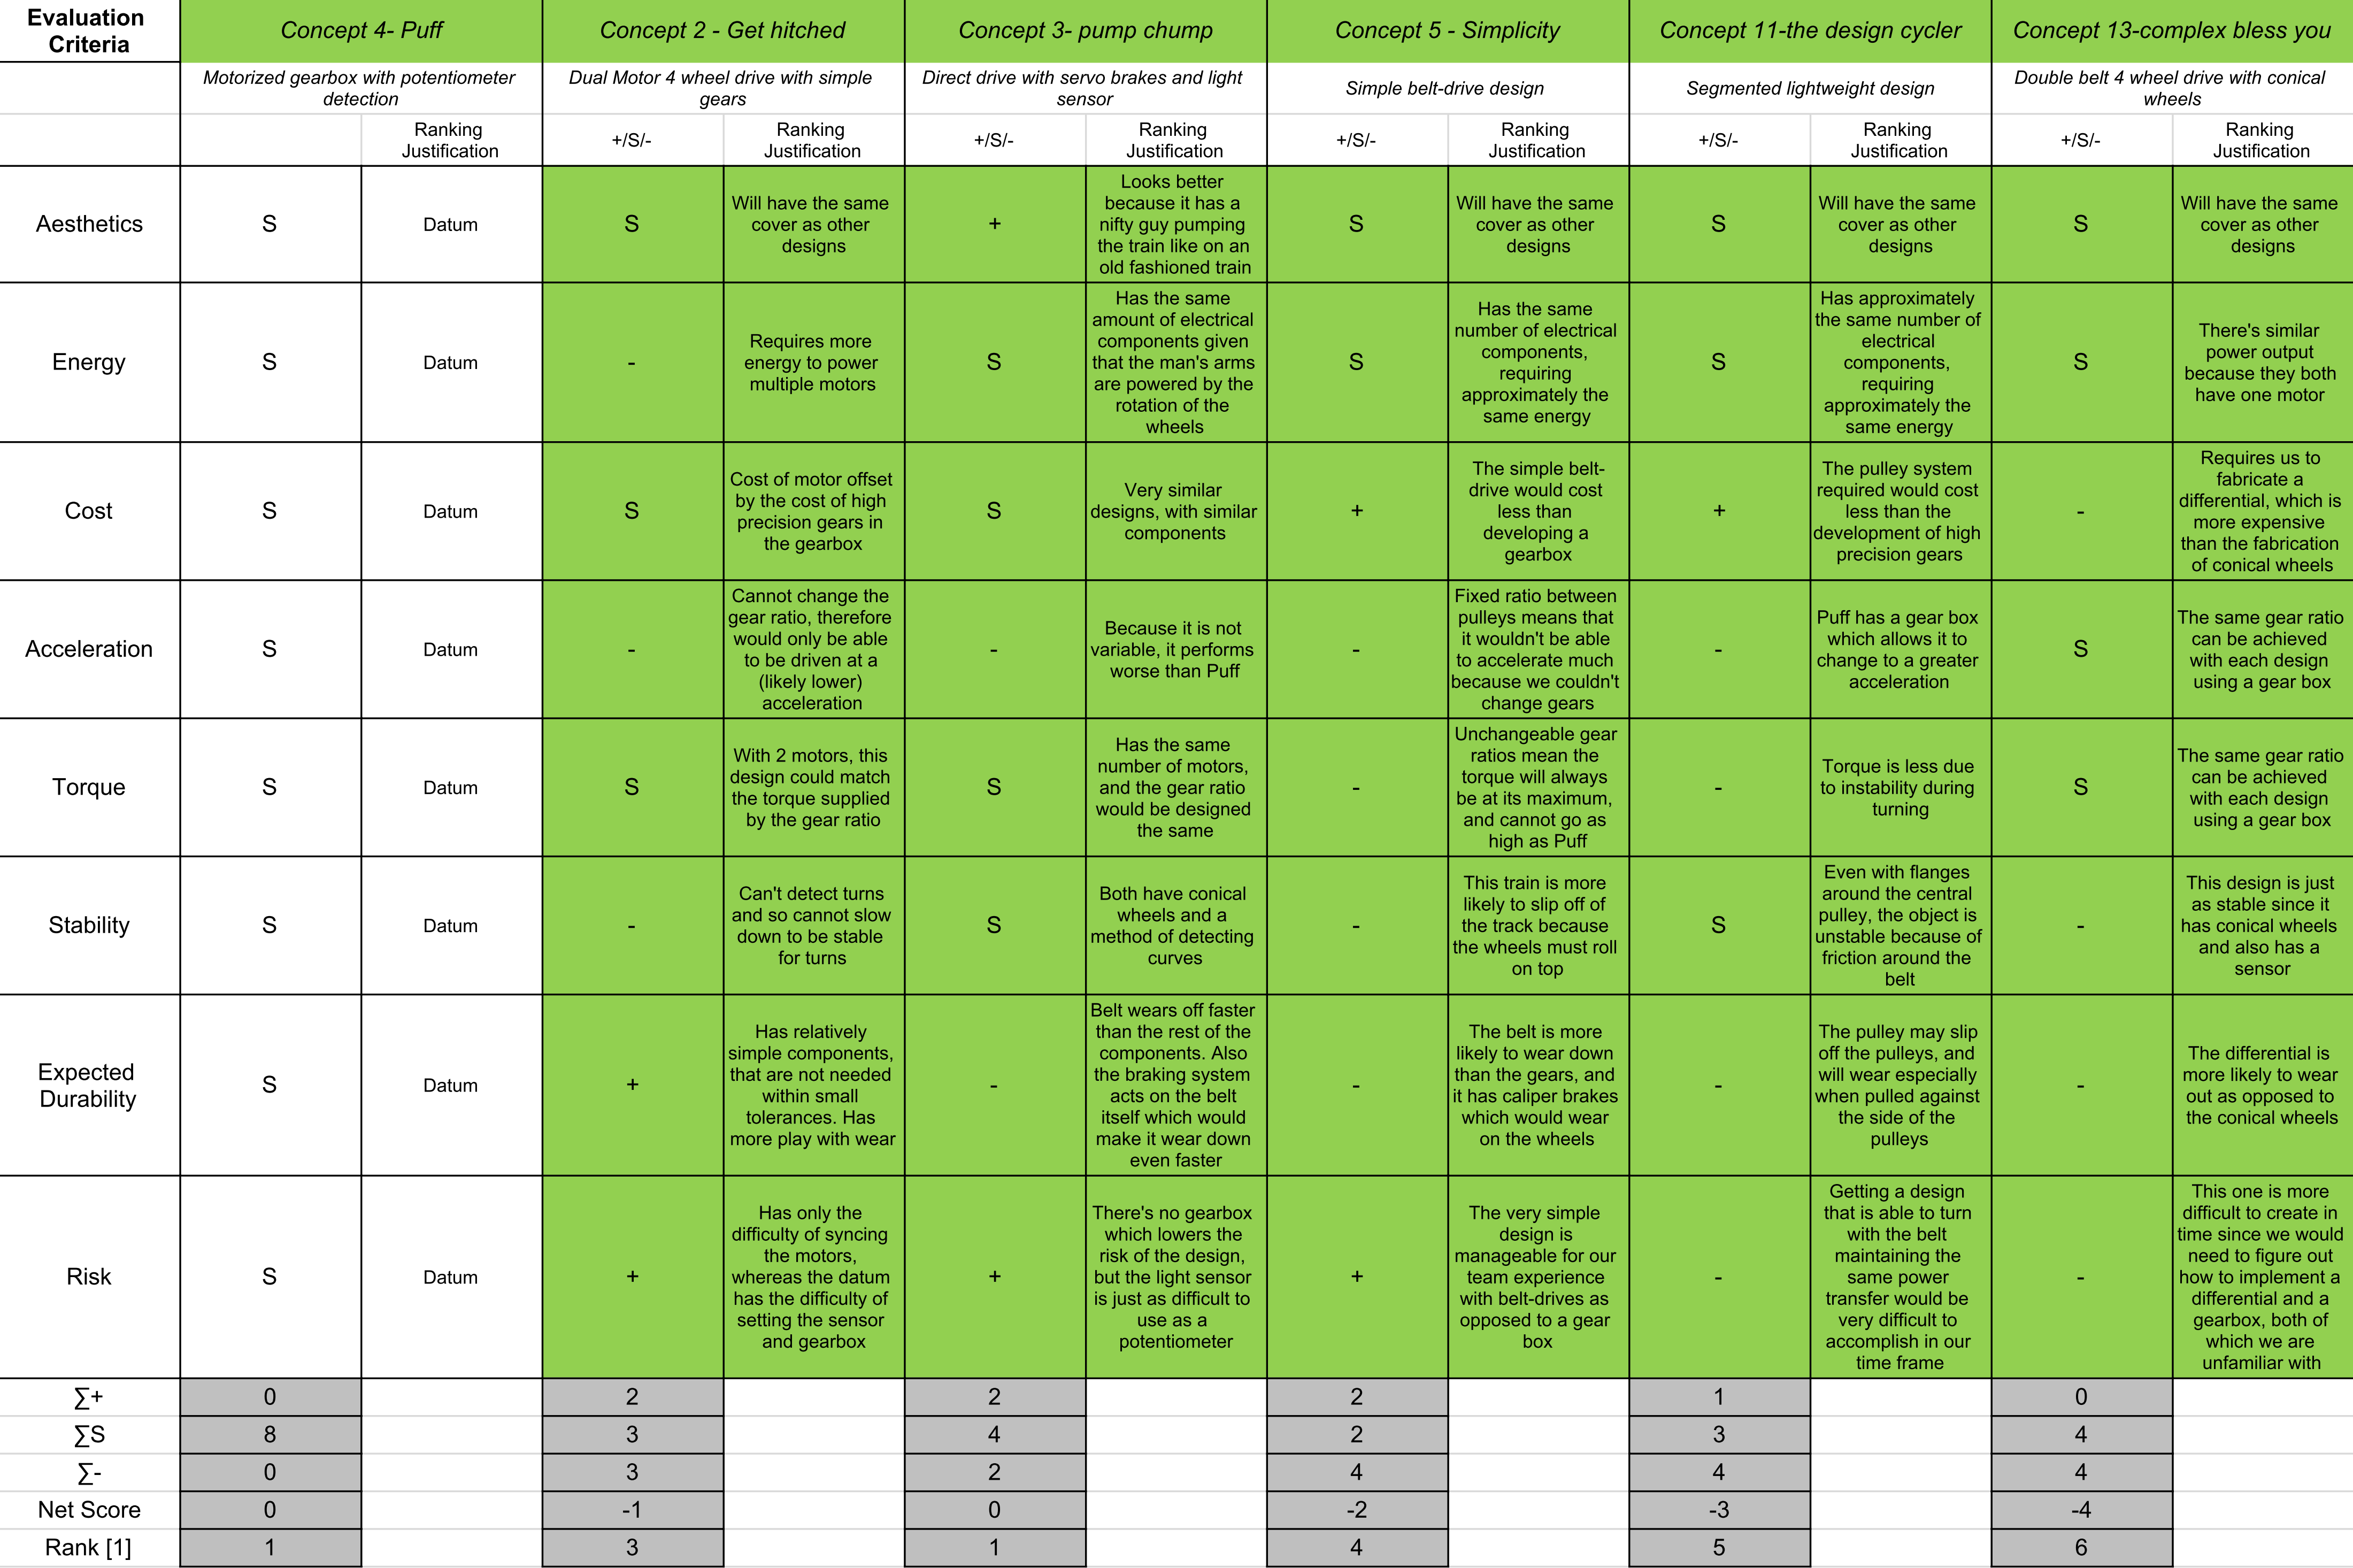 Evaluation
Criteria
Concept 4- Puff
Concept 2 - Get hitched
Concept 3- pump chump
Concept 5 - Simplicity
Concept 11-the design cycler
Concept 13-complex bless you
Motorized gearbox with potentiometer
detection
Dual Motor 4 wheel drive with simple
gears
Direct drive with servo brakes and light
sensor
Simple belt-drive design
Segmented lightweight design
Double belt 4 wheel drive with conical
wheels
Ranking
Justification
+/S/-
Ranking
Justification
+/S/-
Ranking
Justification
+/S/-
Ranking
Justification
+/S/-
Ranking
Justification
+/S/-
Ranking
Justification
Aesthetics
S
Datum
S
Will have the same
cover as other
designs
+
Looks better
because it has a
nifty guy pumping
the train like on an
old fashioned train
S
Will have the same
cover as other
designs
S
Will have the same
cover as other
designs
S
Will have the same
cover as other
designs
Energy
S
Datum
-
Requires more
energy to power
multiple motors
S
Has the same
amount of electrical
components given
that the man's arms
are powered by the
rotation of the
wheels
S
Has the same
number of electrical
components,
requiring
approximately the
same energy
S
Has approximately
the same number of
electrical
components,
requiring
approximately the
same energy
S
There's similar
power output
because they both
have one motor
Cost
S
Datum
S
Cost of motor offset
by the cost of high
precision gears in
the gearbox
S
Very similar
designs, with similar
components
+
The simple belt-
drive would cost
less than
developing a
gearbox
+
The pulley system
required would cost
less than the
development of high
precision gears
-
Requires us to
fabricate a
differential, which is
more expensive
than the fabrication
of conical wheels
Acceleration
S
Datum
-
Cannot change the
gear ratio, therefore
would only be able
to be driven at a
(likely lower)
acceleration
-
Because it is not
variable, it performs
worse than Puff
-
Fixed ratio between
pulleys means that
it wouldn't be able
to accelerate much
because we couldn't
change gears
-
Puff has a gear box
which allows it to
change to a greater
acceleration
S
The same gear ratio
can be achieved
with each design
using a gear box
Torque
S
Datum
S
With 2 motors, this
design could match
the torque supplied
by the gear ratio
S
Has the same
number of motors,
and the gear ratio
would be designed
the same
-
Unchangeable gear
ratios mean the
torque will always
be at its maximum,
and cannot go as
high as Puff
-
Torque is less due
to instability during
turning
S
The same gear ratio
can be achieved
with each design
using a gear box
Stability
S
Datum
-
Can't detect turns
and so cannot slow
down to be stable
for turns
S
Both have conical
wheels and a
method of detecting
curves
-
This train is more
likely to slip off of
the track because
the wheels must roll
on top
S
Even with flanges
around the central
pulley, the object is
unstable because of
friction around the
belt
-
This design is just
as stable since it
has conical wheels
and also has a
sensor
Expected
Durability
S
Datum
+
Has relatively
simple components,
that are not needed
within small
tolerances. Has
more play with wear
-
Belt wears off faster
than the rest of the
components. Also
the braking system
acts on the belt
itself which would
make it wear down
even faster
-
The belt is more
likely to wear down
than the gears, and
it has caliper brakes
which would wear
on the wheels
-
The pulley may slip
off the pulleys, and
will wear especially
when pulled against
the side of the
pulleys
-
The differential is
more likely to wear
out as opposed to
the conical wheels
Risk
S
Datum
+
Has only the
difficulty of syncing
the motors,
whereas the datum
has the difficulty of
setting the sensor
and gearbox
+
There's no gearbox
which lowers the
risk of the design,
but the light sensor
is just as difficult to
use as a
potentiometer
+
The very simple
design is
manageable for our
team experience
with belt-drives as
opposed to a gear
box
-
Getting a design
that is able to turn
with the belt
maintaining the
same power
transfer would be
very difficult to
accomplish in our
time frame
-
This one is more
difficult to create in
time since we would
need to figure out
how to implement a
differential and a
gearbox, both of
which we are
unfamiliar with
∑+
0
2
2
2
1
0
∑S
8
3
4
2
3
4
∑-
0
3
2
4
4
4
Net Score
0
-1
0
-2
-3
-4
Rank [1]
1
3
1
4
5
6